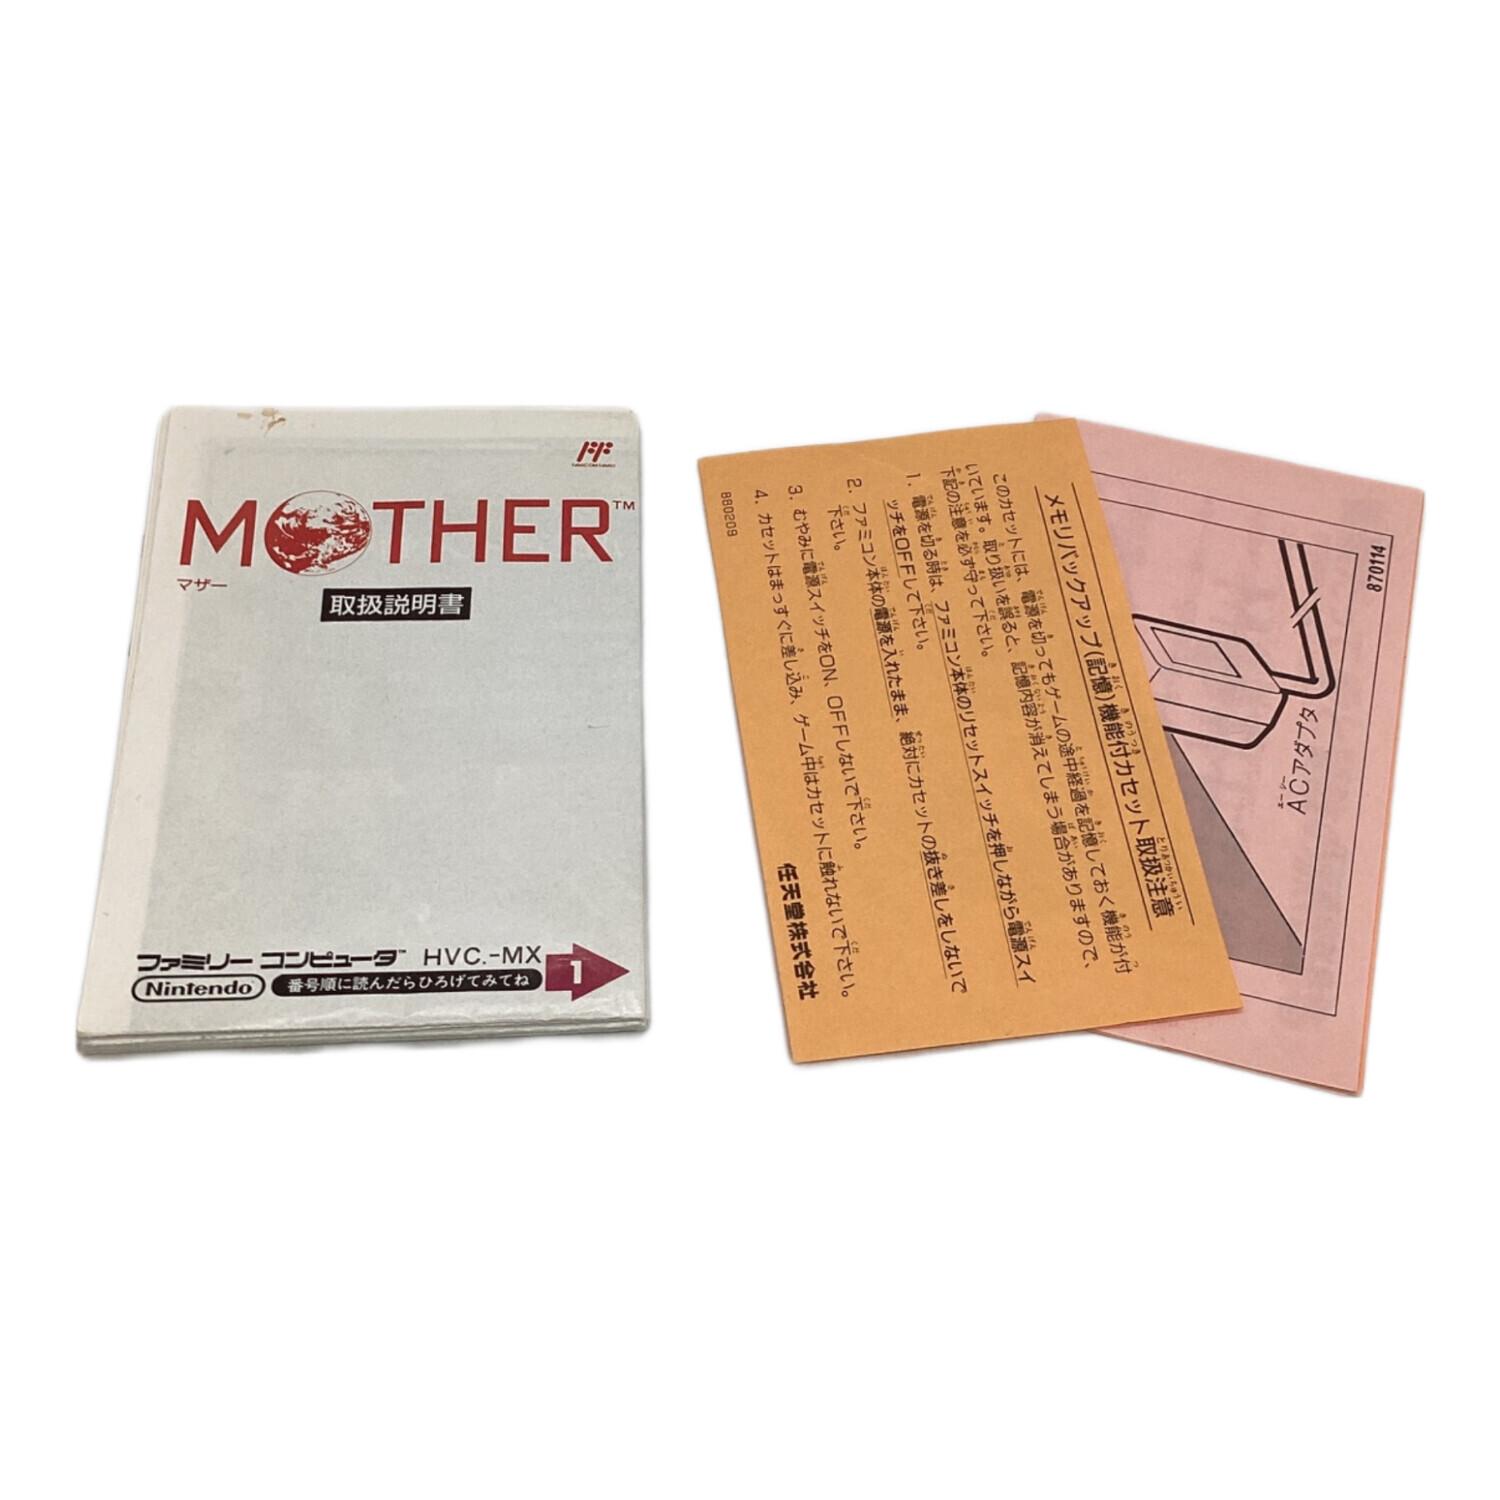 MOTHER™
マザー
取扱説明書
ファミリー コンピュータ™ HVC.-MX
Nintendo
番号順に読んだらひろげてみてね
1
メモリバックアップ(記憶)機能付カセット取扱注意
このカセットには、電源を切ってもゲームの途中経過を記憶しておく機能が付
いています。取り扱いを誤ると、記憶内容が消えてしまう場合がありますので、
下記の注意を必ず守って下さい。
1. 電源を切る時は、ファミコン本体のリセットスイッチを押しながら電源スイ
ッチをOFFして下さい。
2. ファミコン本体の電源を入れたまま、絶対にカセットの抜き差しをしないで
下さい。
3. むやみに電源スイッチをON、OFFしないで下さい。
4. カセットはまっすぐに差し込み、ゲーム中はカセットに触れないで下さい。
任天堂株式会社
880209
ACアダプタ
870114